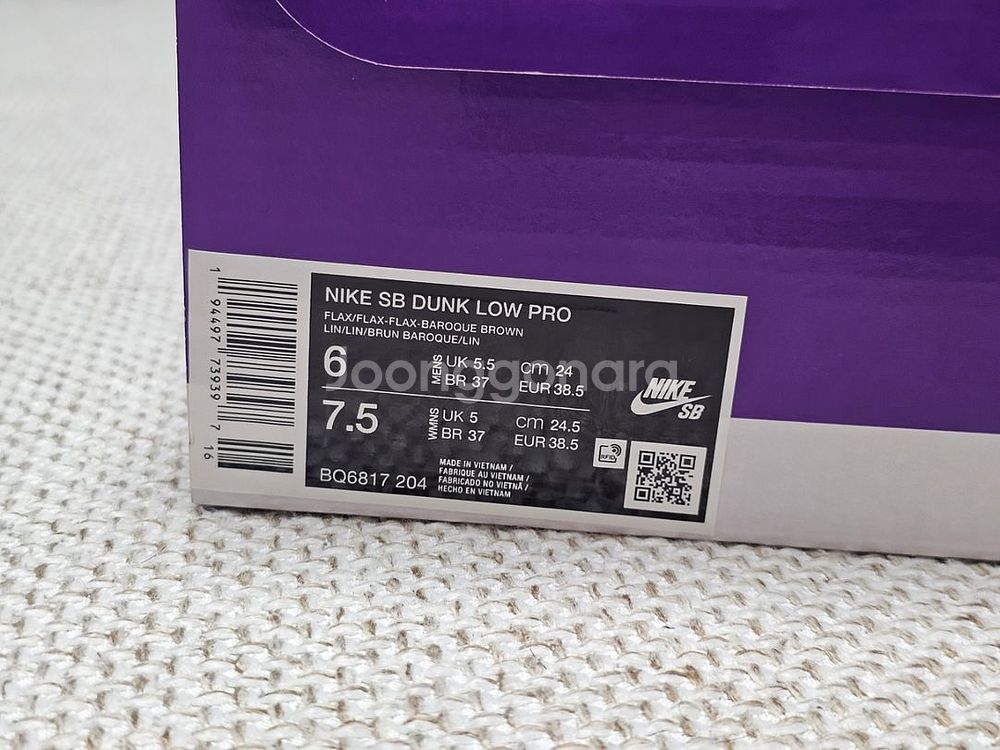 NIKE SB DUNK LOW PRO
FLAX/FLAX-FLAX-BAROQUE BROWN
LIN/LIN/BRUN BAROQUE/LIN
6 MENS UK 5.5 cm 24
BR 37 EUR 38.5
7.5 WMNS UK 5 cm 24.5
BR 37 EUR 38.5
BQ6817 204
MADE IN VIETNAM /
FABRIQUE AU VIETNAM /
FABRICADO NO VIETNÃ /
HECHO EN VIETNAM
NIKE
SB
RFID
1 94497 73939 7 16
Joonggonara